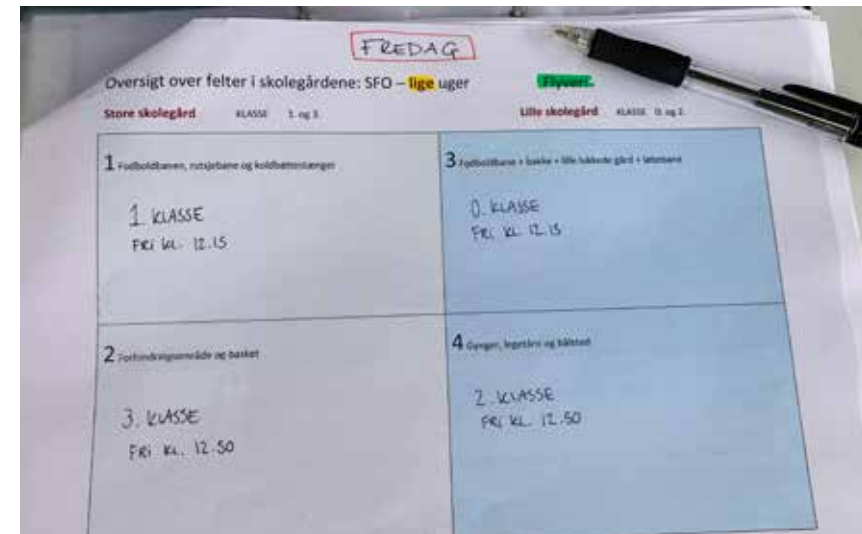 FREDAG
Oversigt over felter i skolegårdene: SFO – lige uger
Store skolegård KLASSE 1. og 3.
Lille skolegård KLASSE 0. og 2.
1 Fodboldbanen, rutsjebane og koldbøttestænger
1. KLASSE
FRI KL. 12.15
3 Fodboldbane + bakke + lille lukkede gård + løbebane
0. KLASSE
FRI KL. 12.15
2 Forhindringsområde og basket
3. KLASSE
FRI KL. 12.50
4 Gynger, legetårn og bålsted
2. KLASSE
FRI KL. 12.50